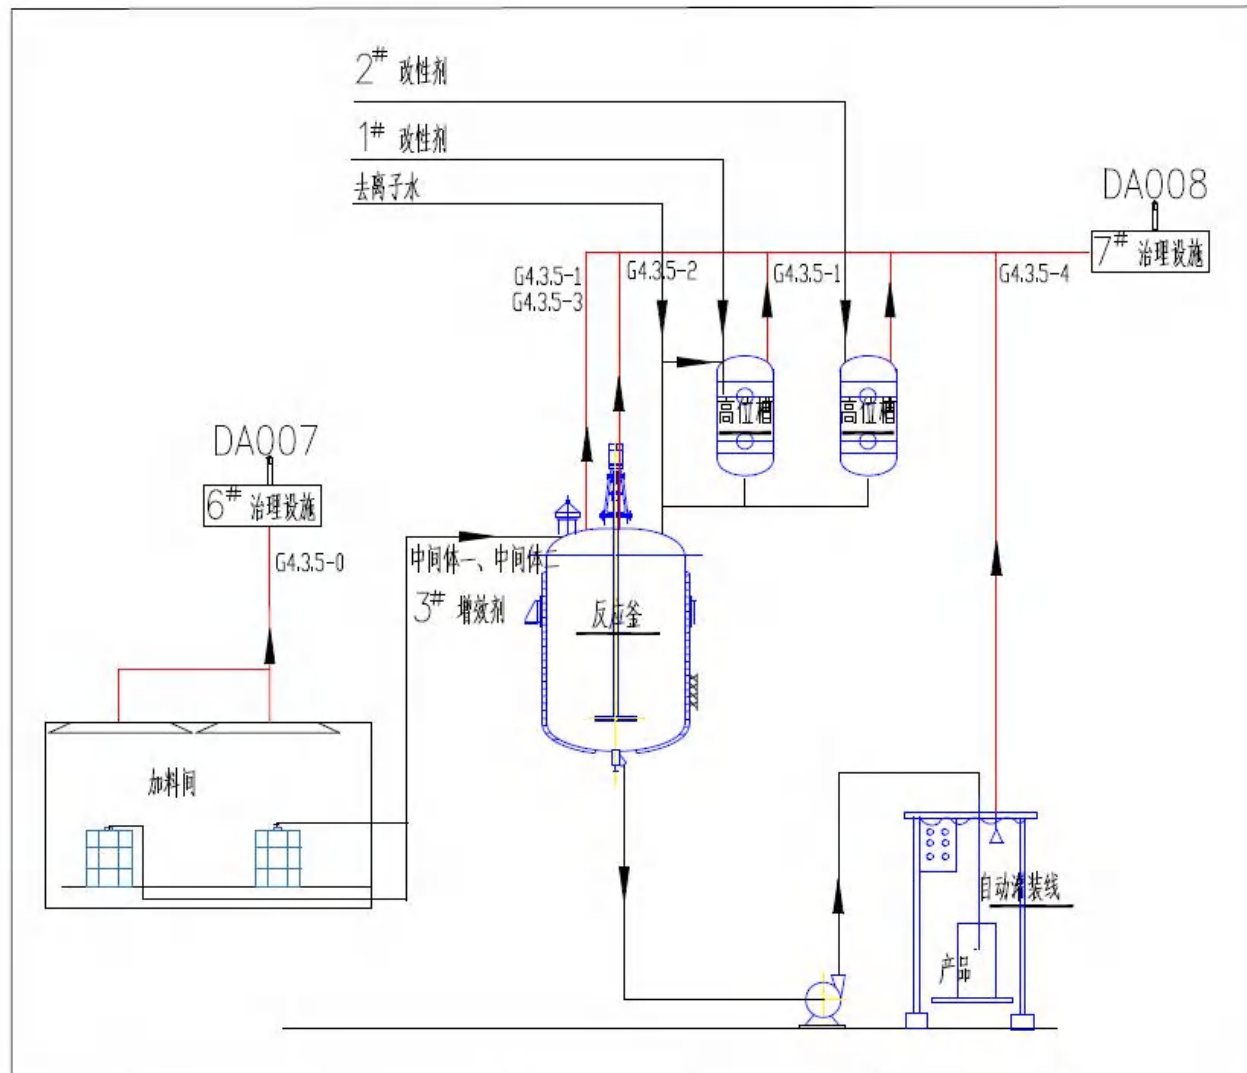 2# 改性剂
1# 改性剂
去离子水
DA008
7# 治理设施
G4.3.5-1
G4.3.5-3
G4.3.5-2
G4.3.5-1
G4.3.5-4
高位槽
高位槽
DA007
6# 治理设施
G4.3.5-0
中间体一、中间体二
3# 增效剂
反应釜
加料间
自动灌装线
产品
XXXX